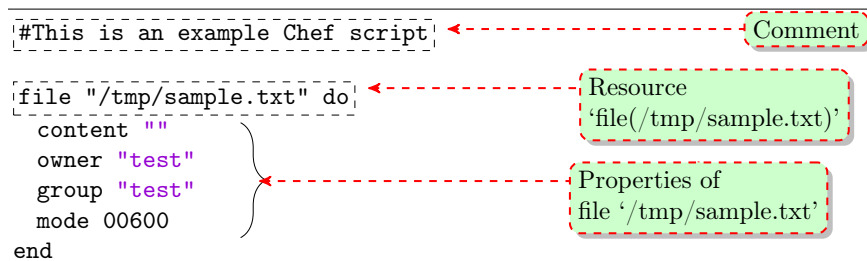 #This is an example Chef script
Comment
file "/tmp/sample.txt" do
Resource
‘file(/tmp/sample.txt)’
content ""
owner "test"
group "test"
mode 00600
Properties of
file ‘/tmp/sample.txt’
end